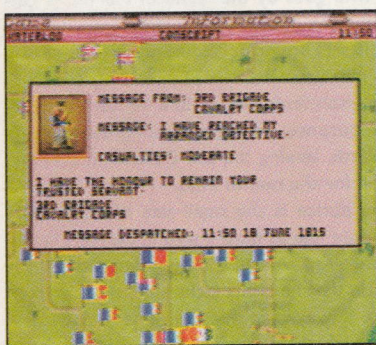 Game Information
WATERLOO CONSCRIPT 11:50
MESSAGE FROM: 3RD BRIGADE
CAVALRY CORPS
MESSAGE: I HAVE REACHED MY
ARRANGED OBJECTIVE.
CASUALTIES: MODERATE
I HAVE THE HONOUR TO REMAIN YOUR
TRUSTED SERVANT.
3RD BRIGADE
CAVALRY CORPS
MESSAGE DESPATCHED: 11:50 18 JUNE 1815